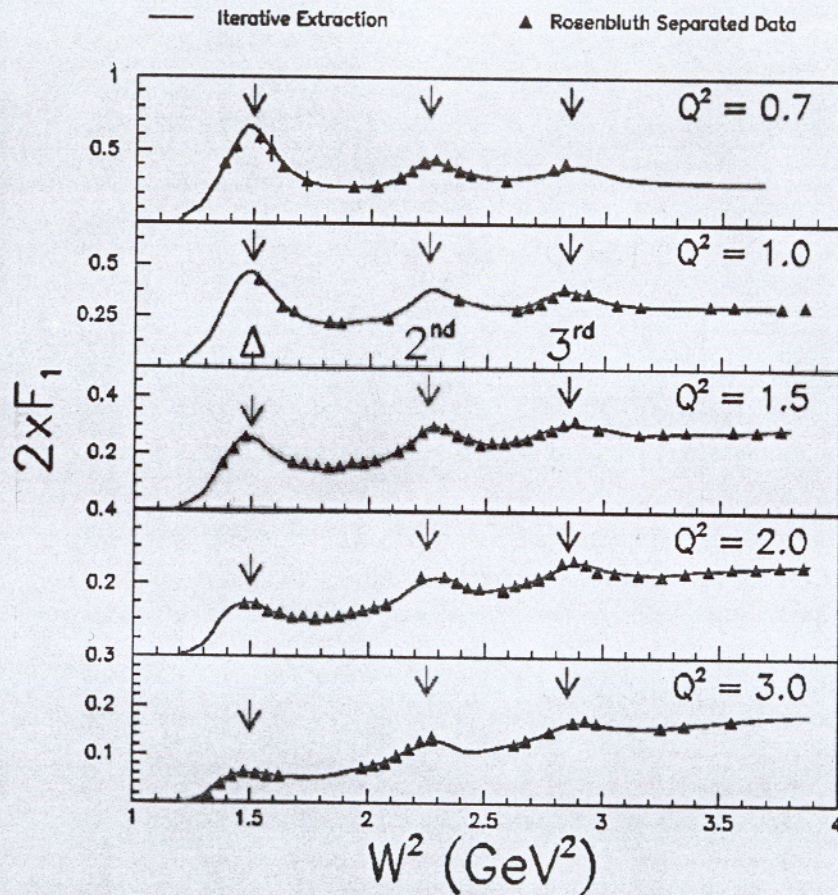 Iterative Extraction
Rosenbluth Separated Data
2xF₁
1
0.5
Q² = 0.7
0.5
0.25
Q² = 1.0
Δ 2nd 3rd
0.4
0.2
Q² = 1.5
0.4
0.2
Q² = 2.0
0.3
0.2
0.1
Q² = 3.0
1 1.5 2 2.5 3 3.5 4
W² (GeV²)